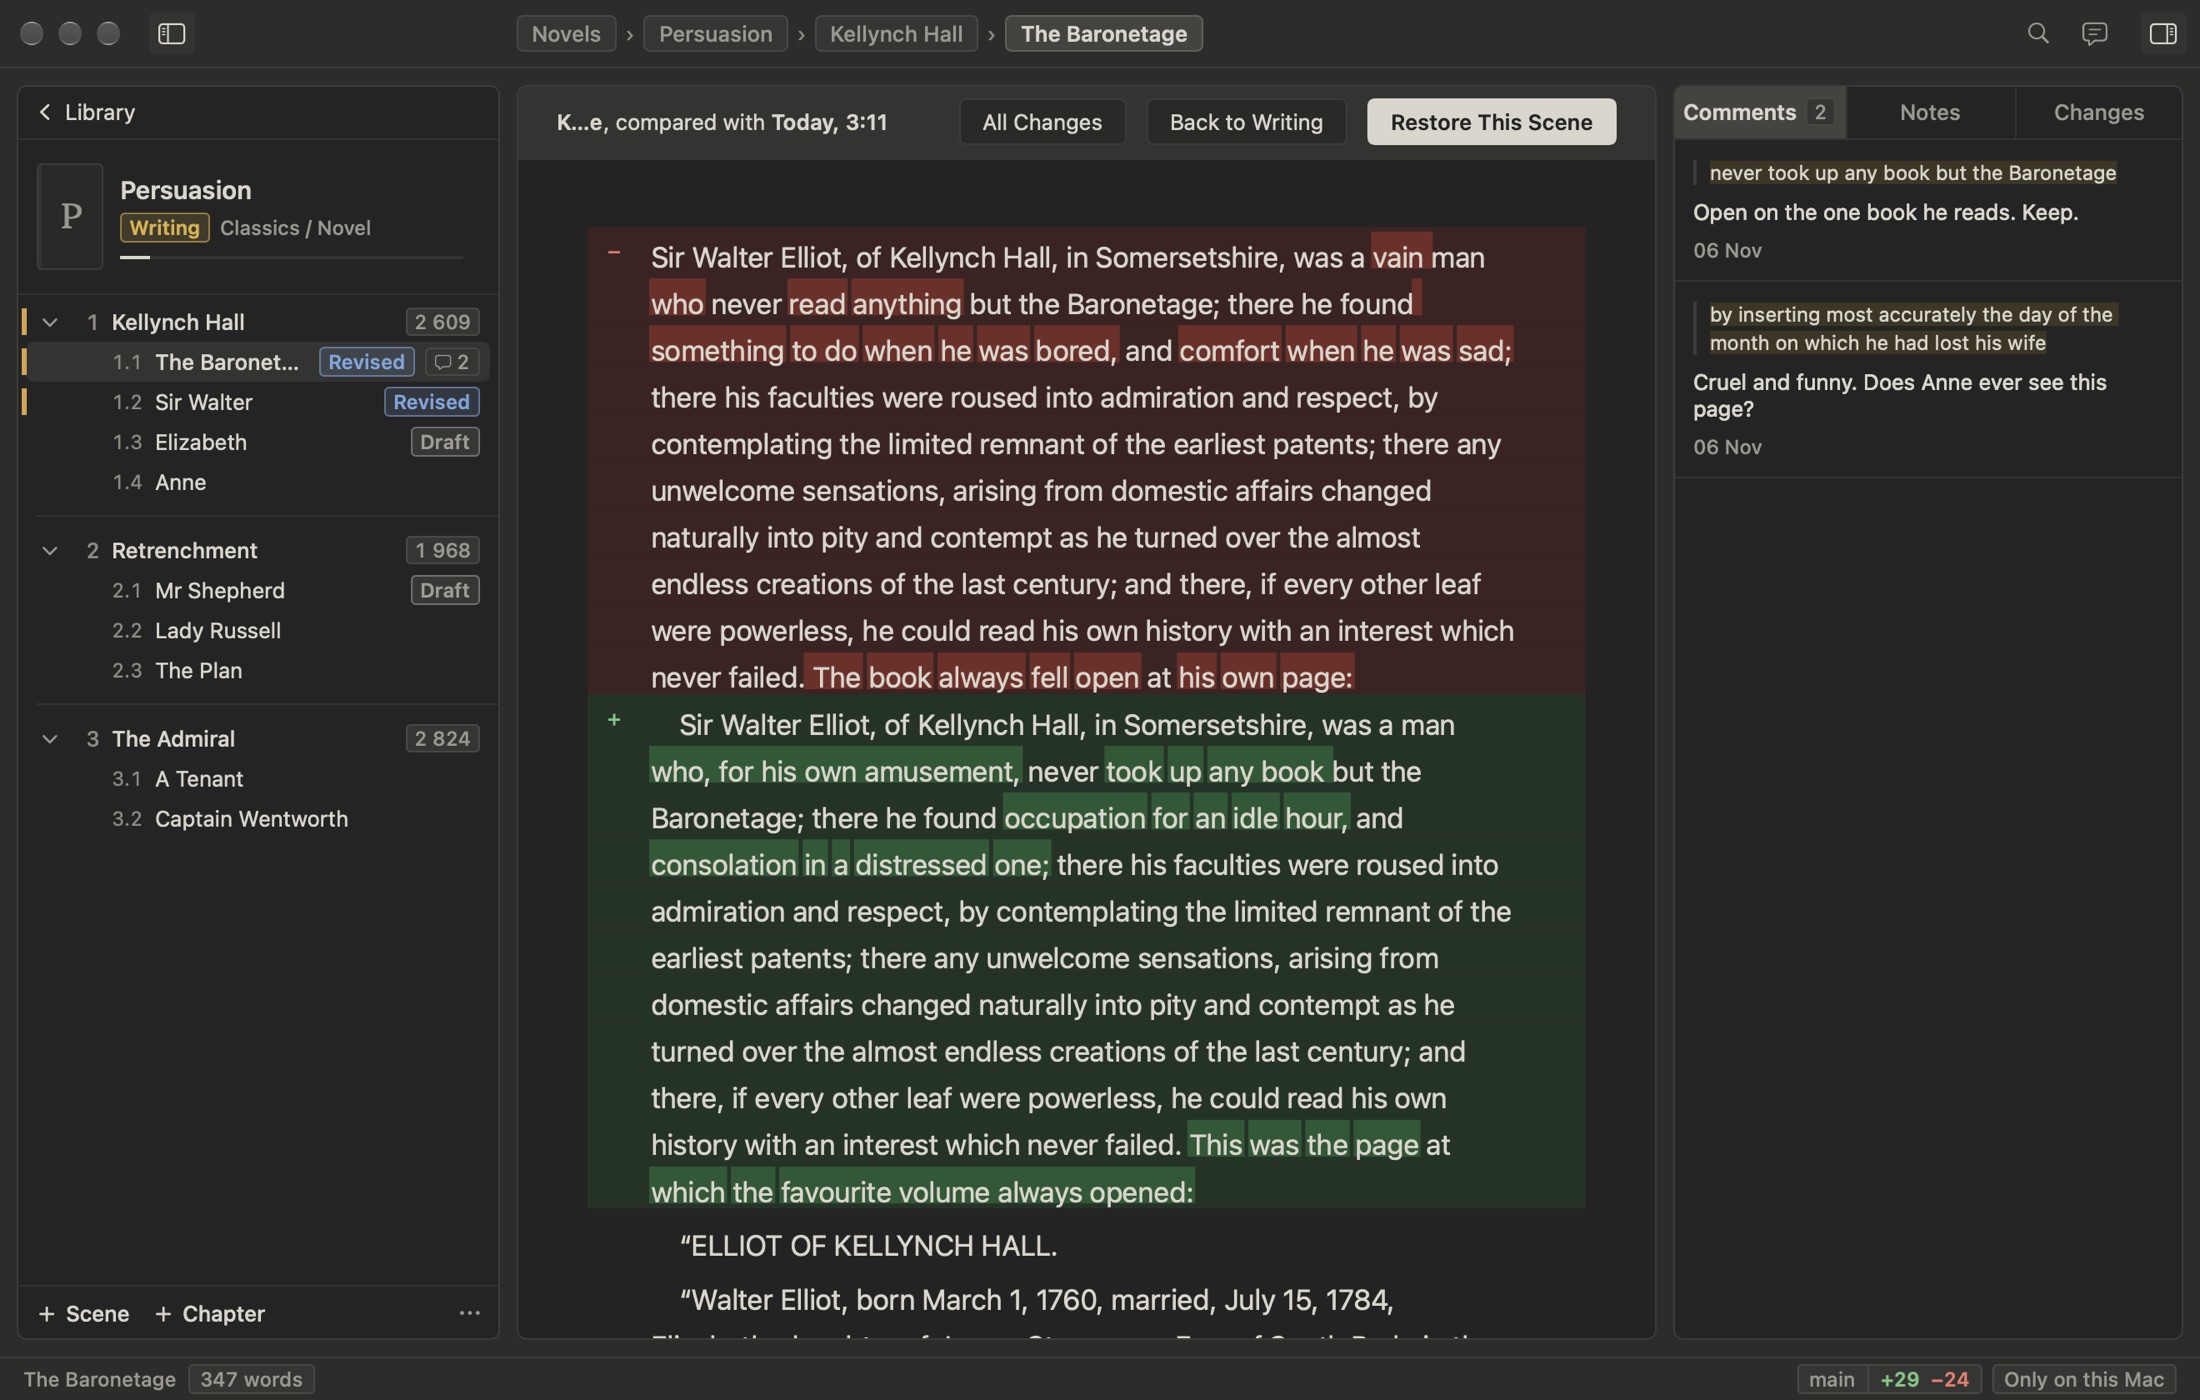 Novels › Persuasion › Kellynch Hall › The Baronetage
Library
P
Persuasion
Writing Classics / Novel
1 Kellynch Hall 2 609
1.1 The Baronet... Revised 2
1.2 Sir Walter Revised
1.3 Elizabeth Draft
1.4 Anne
2 Retrenchment 1 968
2.1 Mr Shepherd Draft
2.2 Lady Russell
2.3 The Plan
3 The Admiral 2 824
3.1 A Tenant
3.2 Captain Wentworth
+ Scene + Chapter ...
K...e, compared with Today, 3:11 All Changes Back to Writing Restore This Scene
− Sir Walter Elliot, of Kellynch Hall, in Somersetshire, was a vain man
who never read anything but the Baronetage; there he found
something to do when he was bored, and comfort when he was sad;
there his faculties were roused into admiration and respect, by
contemplating the limited remnant of the earliest patents; there any
unwelcome sensations, arising from domestic affairs changed
naturally into pity and contempt as he turned over the almost
endless creations of the last century; and there, if every other leaf
were powerless, he could read his own history with an interest which
never failed. The book always fell open at his own page:
+ Sir Walter Elliot, of Kellynch Hall, in Somersetshire, was a man
who, for his own amusement, never took up any book but the
Baronetage; there he found occupation for an idle hour, and
consolation in a distressed one; there his faculties were roused into
admiration and respect, by contemplating the limited remnant of the
earliest patents; there any unwelcome sensations, arising from
domestic affairs changed naturally into pity and contempt as he
turned over the almost endless creations of the last century; and
there, if every other leaf were powerless, he could read his own
history with an interest which never failed. This was the page at
which the favourite volume always opened:
“ELLIOT OF KELLYNCH HALL.
“Walter Elliot, born March 1, 1760, married, July 15, 1784,
Comments 2 Notes Changes
never took up any book but the Baronetage
Open on the one book he reads. Keep.
06 Nov
by inserting most accurately the day of the
month on which he had lost his wife
Cruel and funny. Does Anne ever see this
page?
06 Nov
The Baronetage 347 words
main +29 −24 Only on this Mac